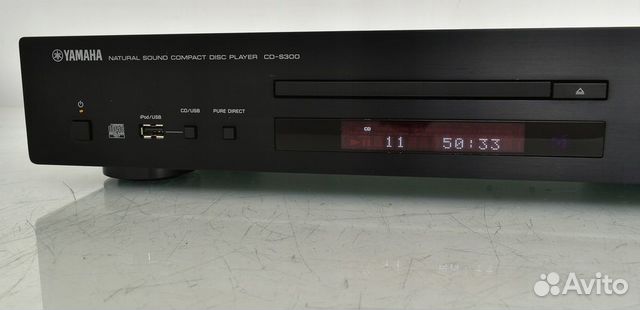 YAMAHA NATURAL SOUND COMPACT DISC PLAYER CD-S300
iPod/USB CD/USB PURE DIRECT
CD
11 50:33
Avito